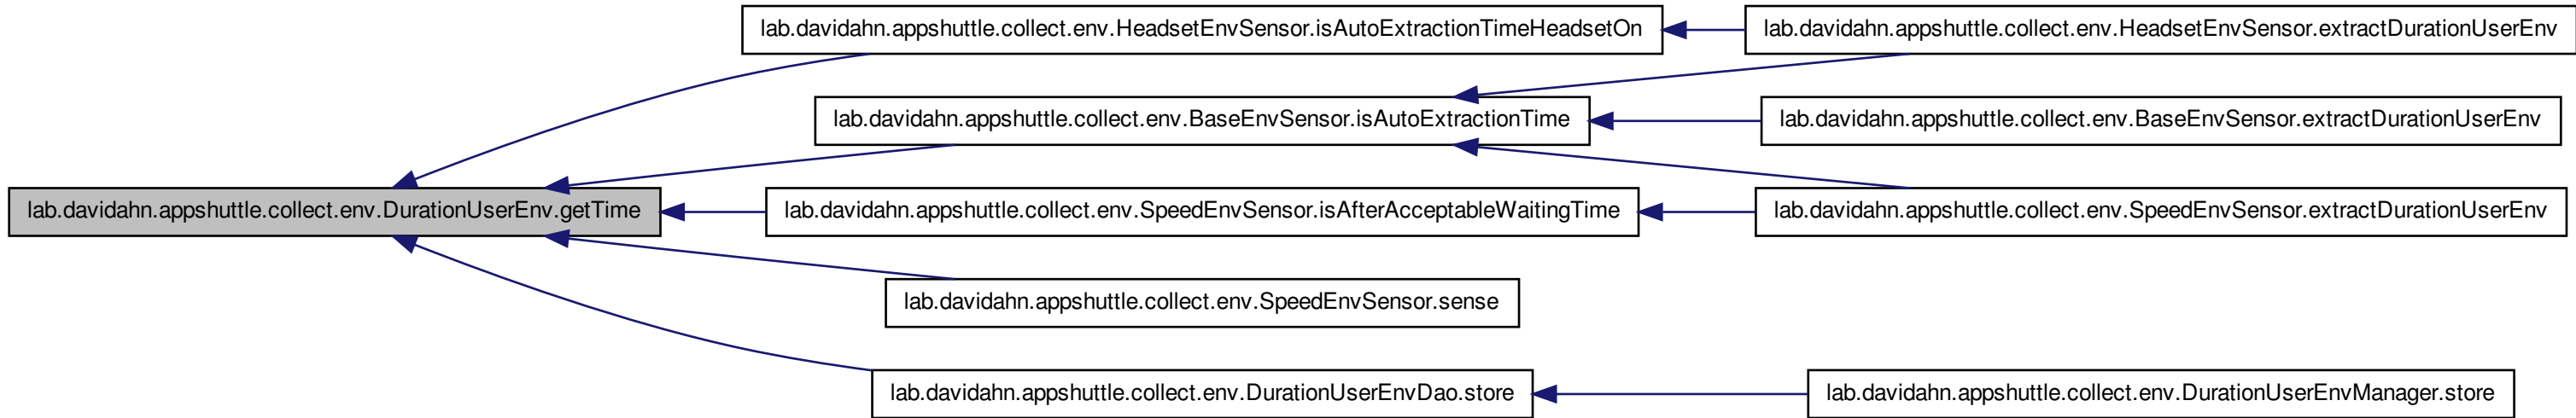 lab.davidahn.appshuttle.collect.env.HeadsetEnvSensor.isAutoExtractionTimeHeadsetOn
lab.davidahn.appshuttle.collect.env.HeadsetEnvSensor.extractDurationUserEnv
lab.davidahn.appshuttle.collect.env.BaseEnvSensor.isAutoExtractionTime
lab.davidahn.appshuttle.collect.env.BaseEnvSensor.extractDurationUserEnv
lab.davidahn.appshuttle.collect.env.DurationUserEnv.getTime
lab.davidahn.appshuttle.collect.env.SpeedEnvSensor.isAfterAcceptableWaitingTime
lab.davidahn.appshuttle.collect.env.SpeedEnvSensor.extractDurationUserEnv
lab.davidahn.appshuttle.collect.env.SpeedEnvSensor.sense
lab.davidahn.appshuttle.collect.env.DurationUserEnvDao.store
lab.davidahn.appshuttle.collect.env.DurationUserEnvManager.store